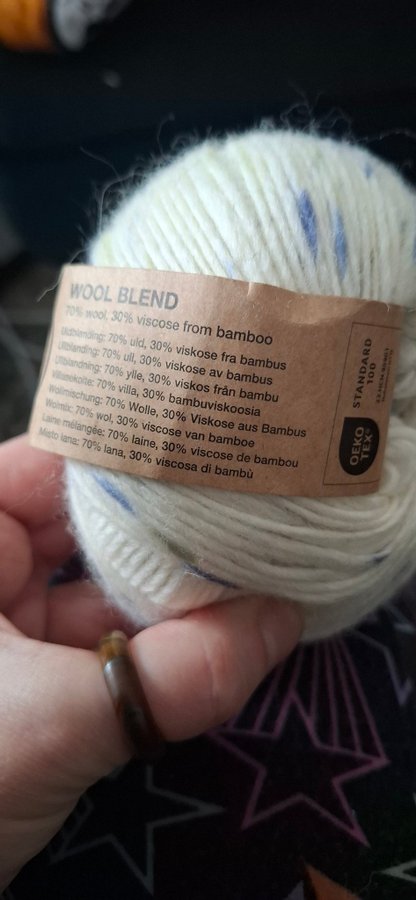 WOOL BLEND
70% wool, 30% viscose from bamboo
Uldblanding: 70% uld, 30% viskose fra bambus
Ullblanding: 70% ull, 30% viskose av bambus
Ullblandning: 70% ylle, 30% viskos från bambu
Villasekoite: 70% villa, 30% bambuviskoosia
Wollmischung: 70% Wolle, 30% Viskose aus Bambus
Wolmix: 70% wol, 30% viscose van bamboe
Laine mélangée: 70% laine, 30% viscose de bambou
Misto lana: 70% lana, 30% viscosa di bambù
OEKO
TEX®
STANDARD
100